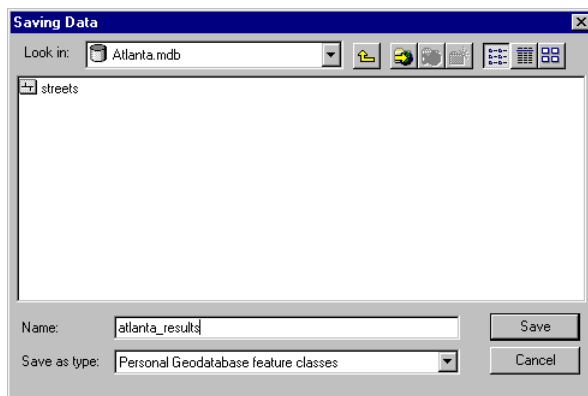 Saving Data
Look in: Atlanta.mdb
streets
Name: atlanta_results
Save
Save as type: Personal Geodatabase feature classes
Cancel